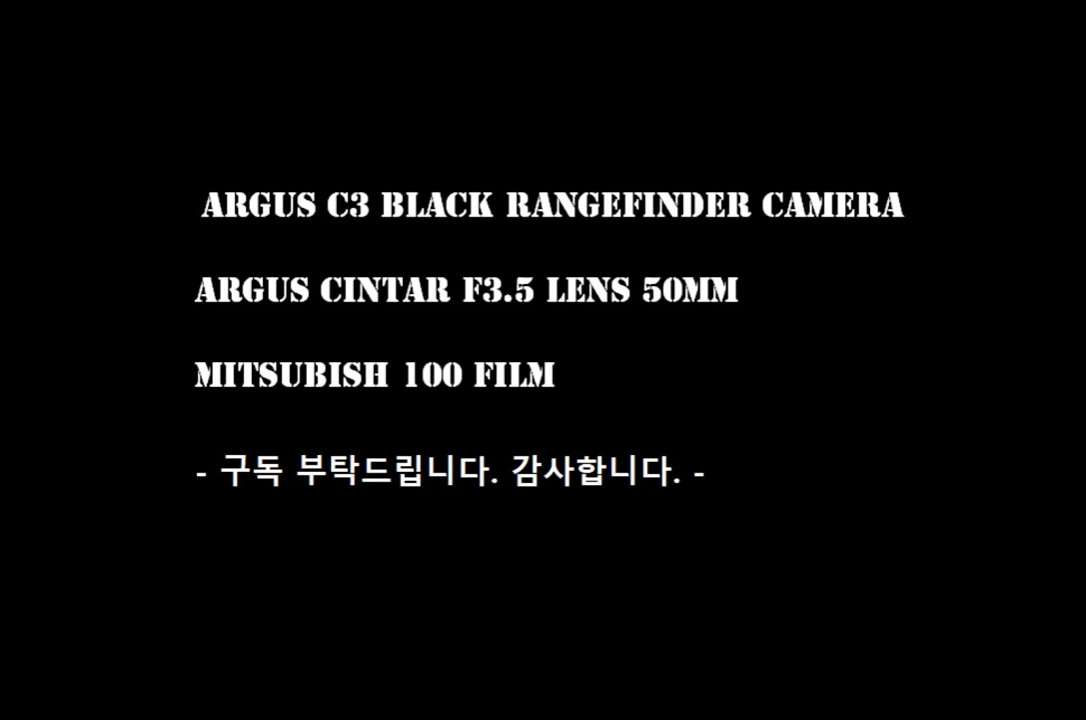 ARGUS C3 BLACK RANGEFINDER CAMERA
ARGUS CINTAR F3.5 LENS 50MM
MITSUBISH 100 FILM
- 구독 부탁드립니다. 감사합니다. -